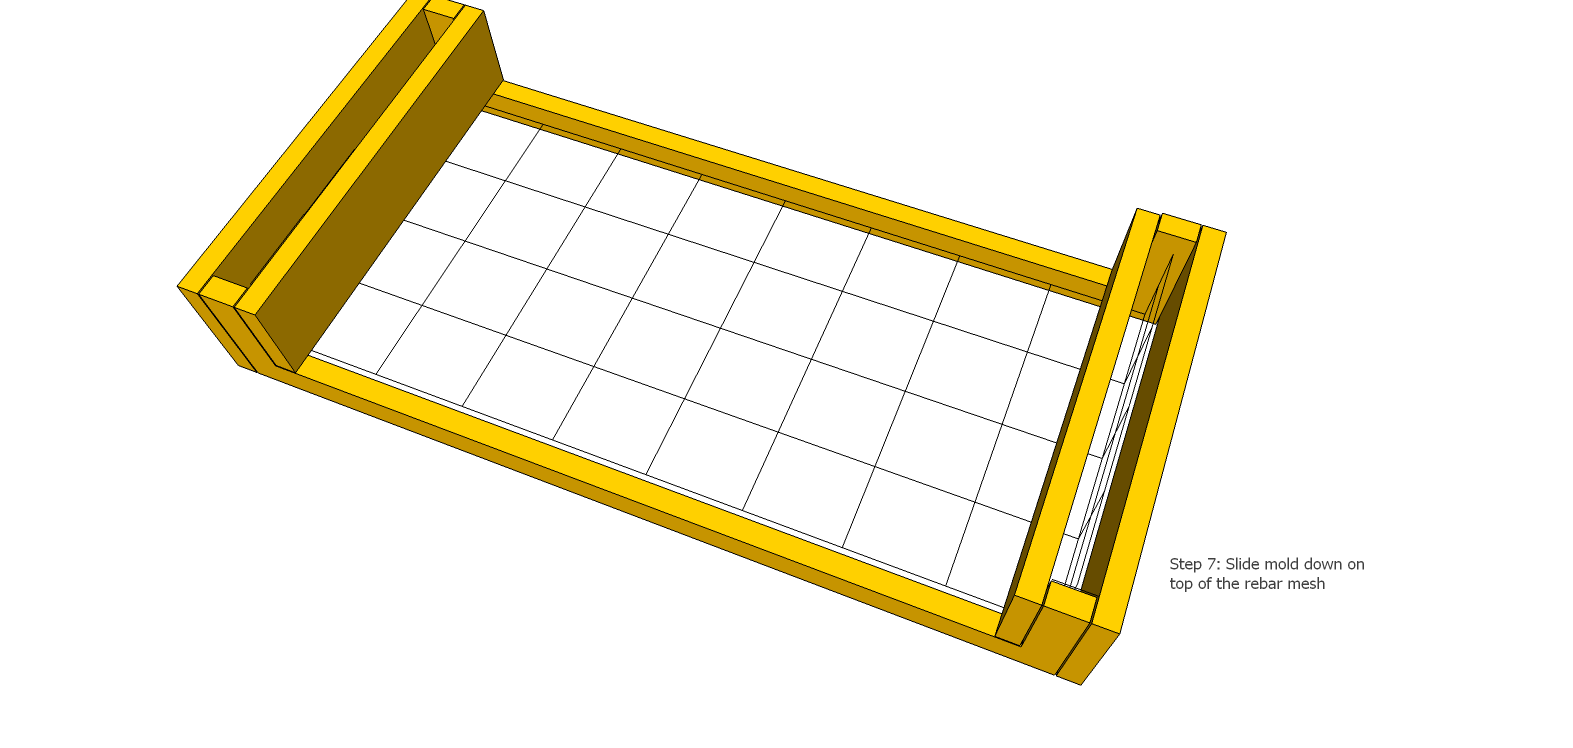 Step 7: Slide mold down on
top of the rebar mesh